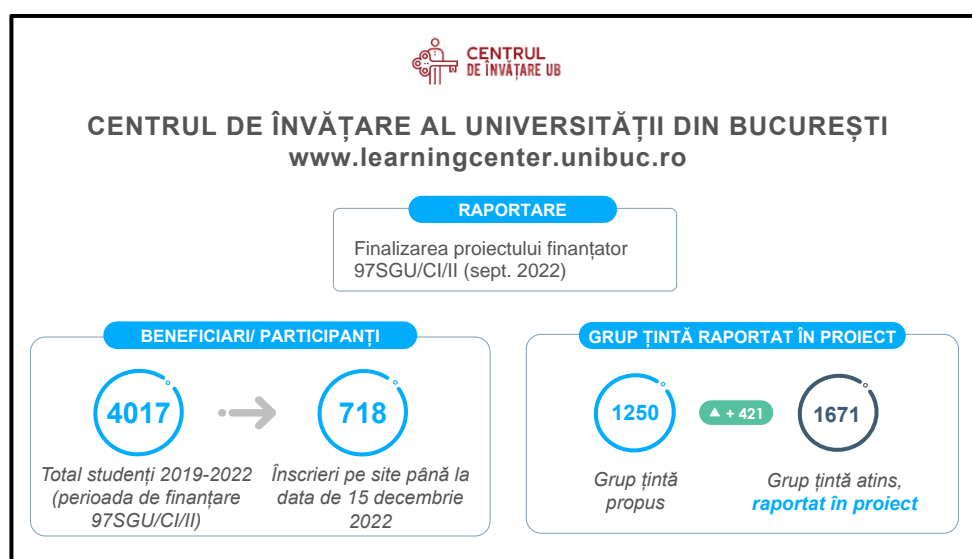 CENTRUL
DE ÎNVĂȚARE UB
CENTRUL DE ÎNVĂȚARE AL UNIVERSITĂȚII DIN BUCUREȘTI
www.learningcenter.unibuc.ro
RAPORTARE
Finalizarea proiectului finanțator
97SGU/CI/II (sept. 2022)
BENEFICIARI/ PARTICIPANȚI
4017
718
Total studenți 2019-2022
(perioada de finanțare
97SGU/CI/II)
Înscrieri pe site până la
data de 15 decembrie
2022
GRUP ȚINTĂ RAPORTAT ÎN PROIECT
1250
▲ + 421
1671
Grup țintă
propus
Grup țintă atins,
raportat în proiect